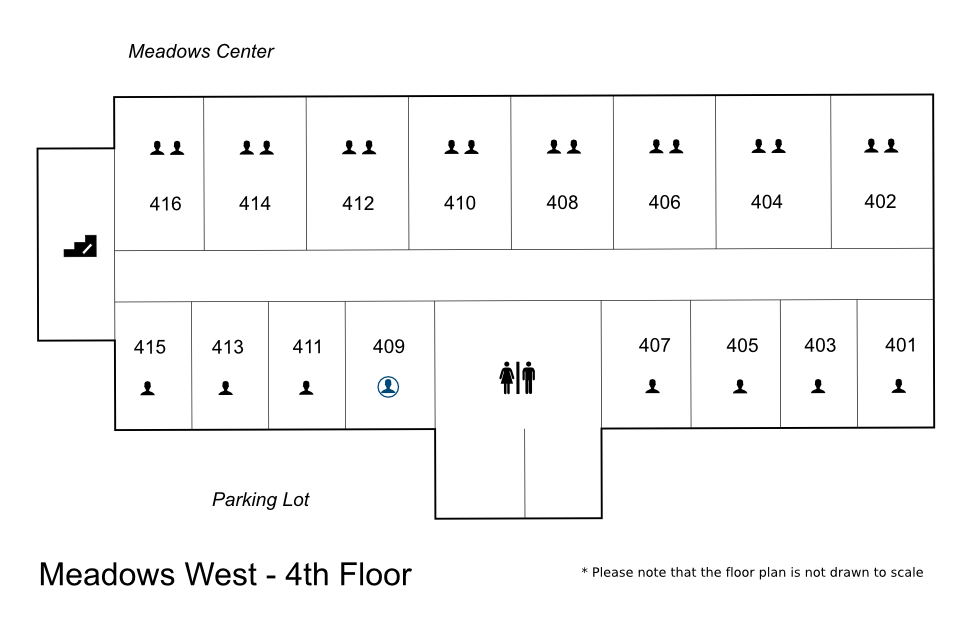 Meadows Center
416 414 412 410 408 406 404 402
415 413 411 409 407 405 403 401
Parking Lot
Meadows West - 4th Floor
* Please note that the floor plan is not drawn to scale